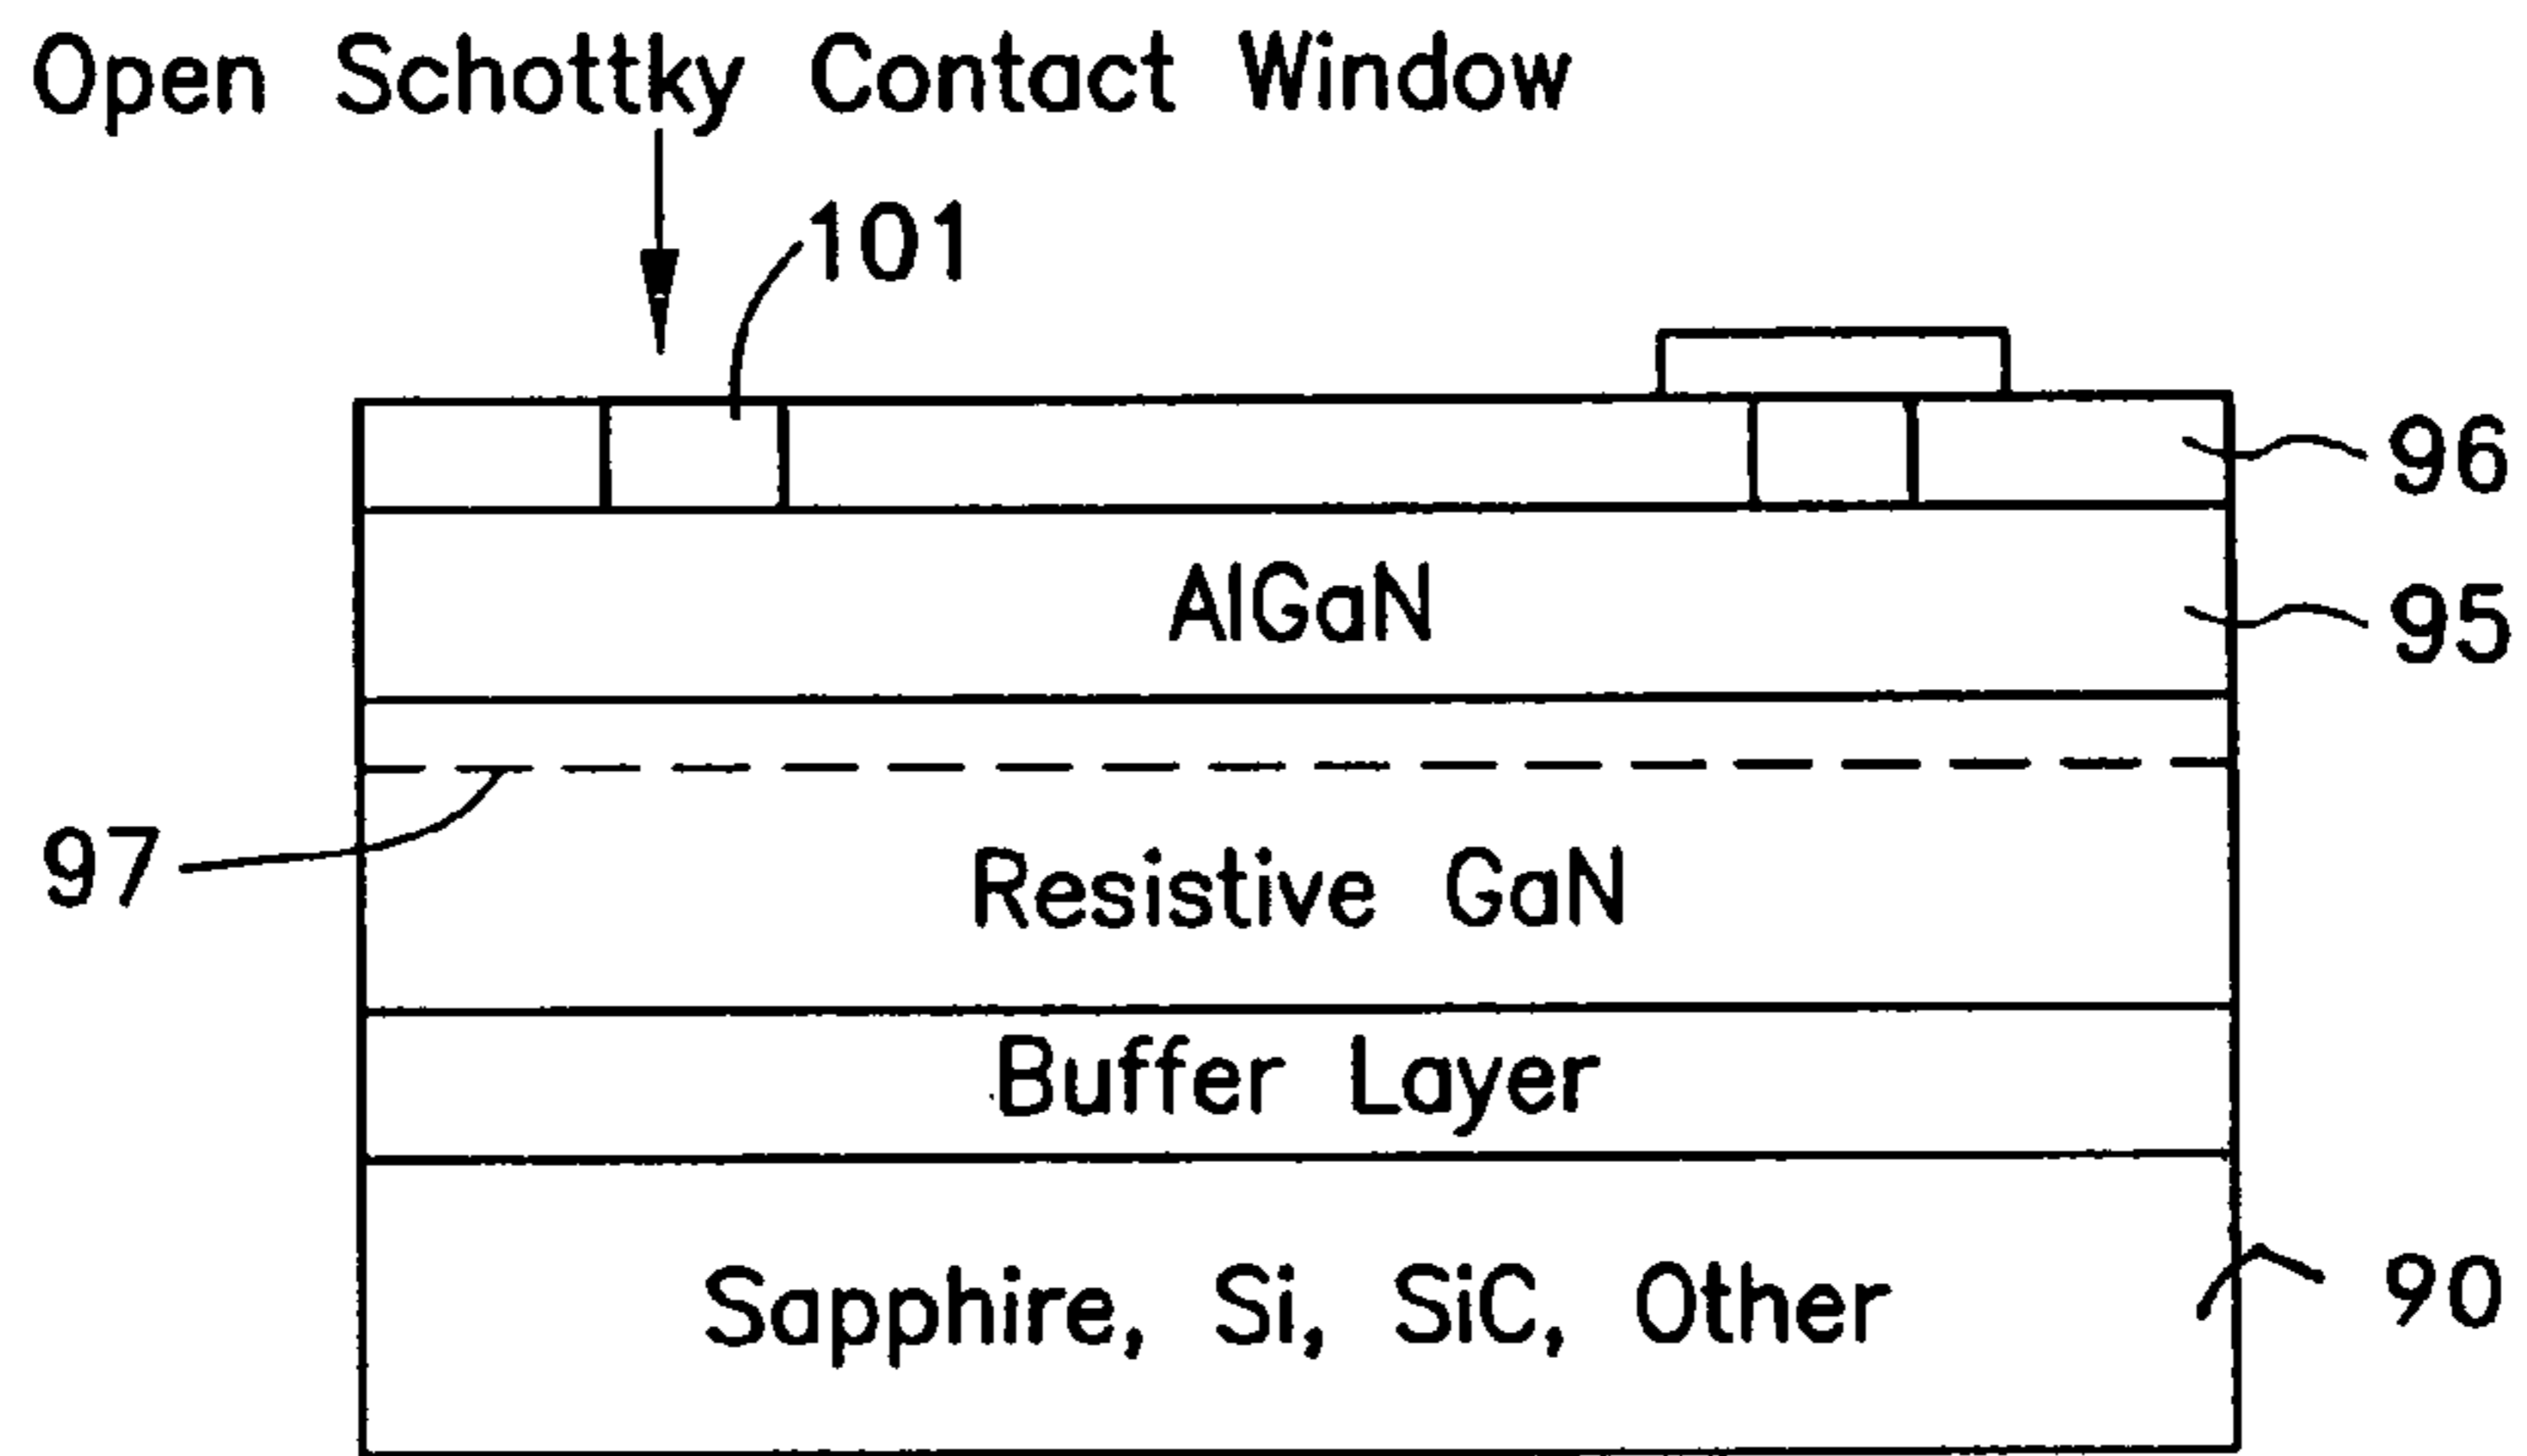 Open Schottky Contact Window
101
96
AlGaN
95
97
Resistive GaN
Buffer Layer
Sapphire, Si, SiC, Other
90